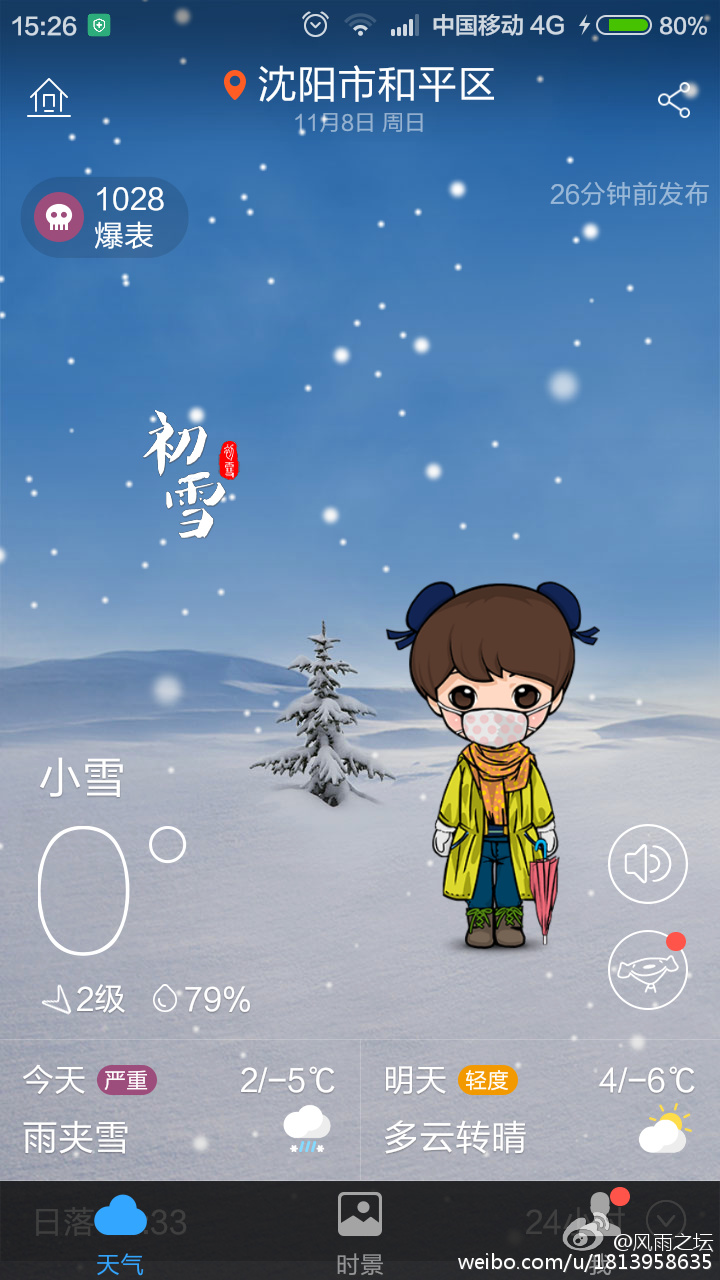 15:26 中国移动 4G 80%
沈阳市和平区
11月8日 周日
1028
爆表
26分钟前发布
初雪
初雪
小雪
0°
2级 79%
今天 严重 2/-5℃
雨夹雪
明天 轻度 4/-6℃
多云转晴
日落 :33
24小时
天气
时景
我
@风雨之坛
weibo.com/u/1813958635